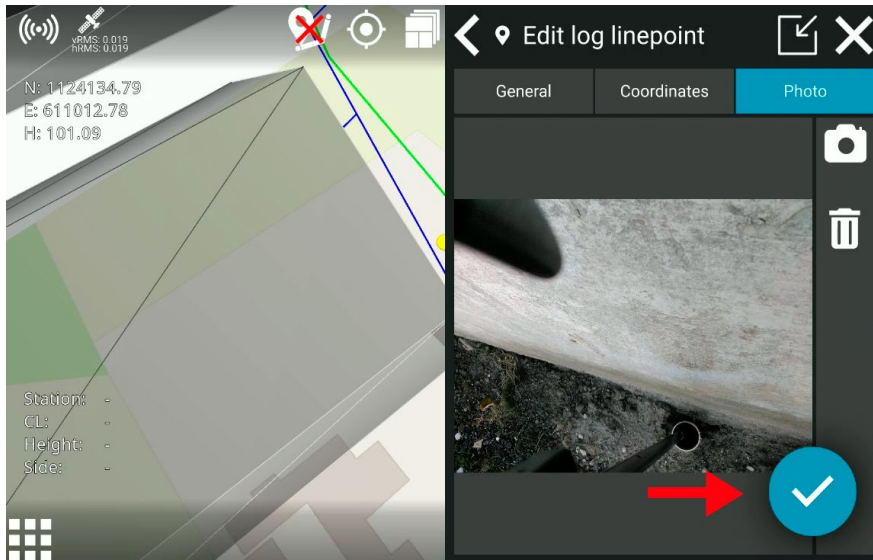 vRMS: 0.019
hRMS: 0.019
N: 1124134.79
E: 611012.78
H: 101.09
Station: -
CL: -
Height: -
Side: -
Edit log linepoint
General
Coordinates
Photo